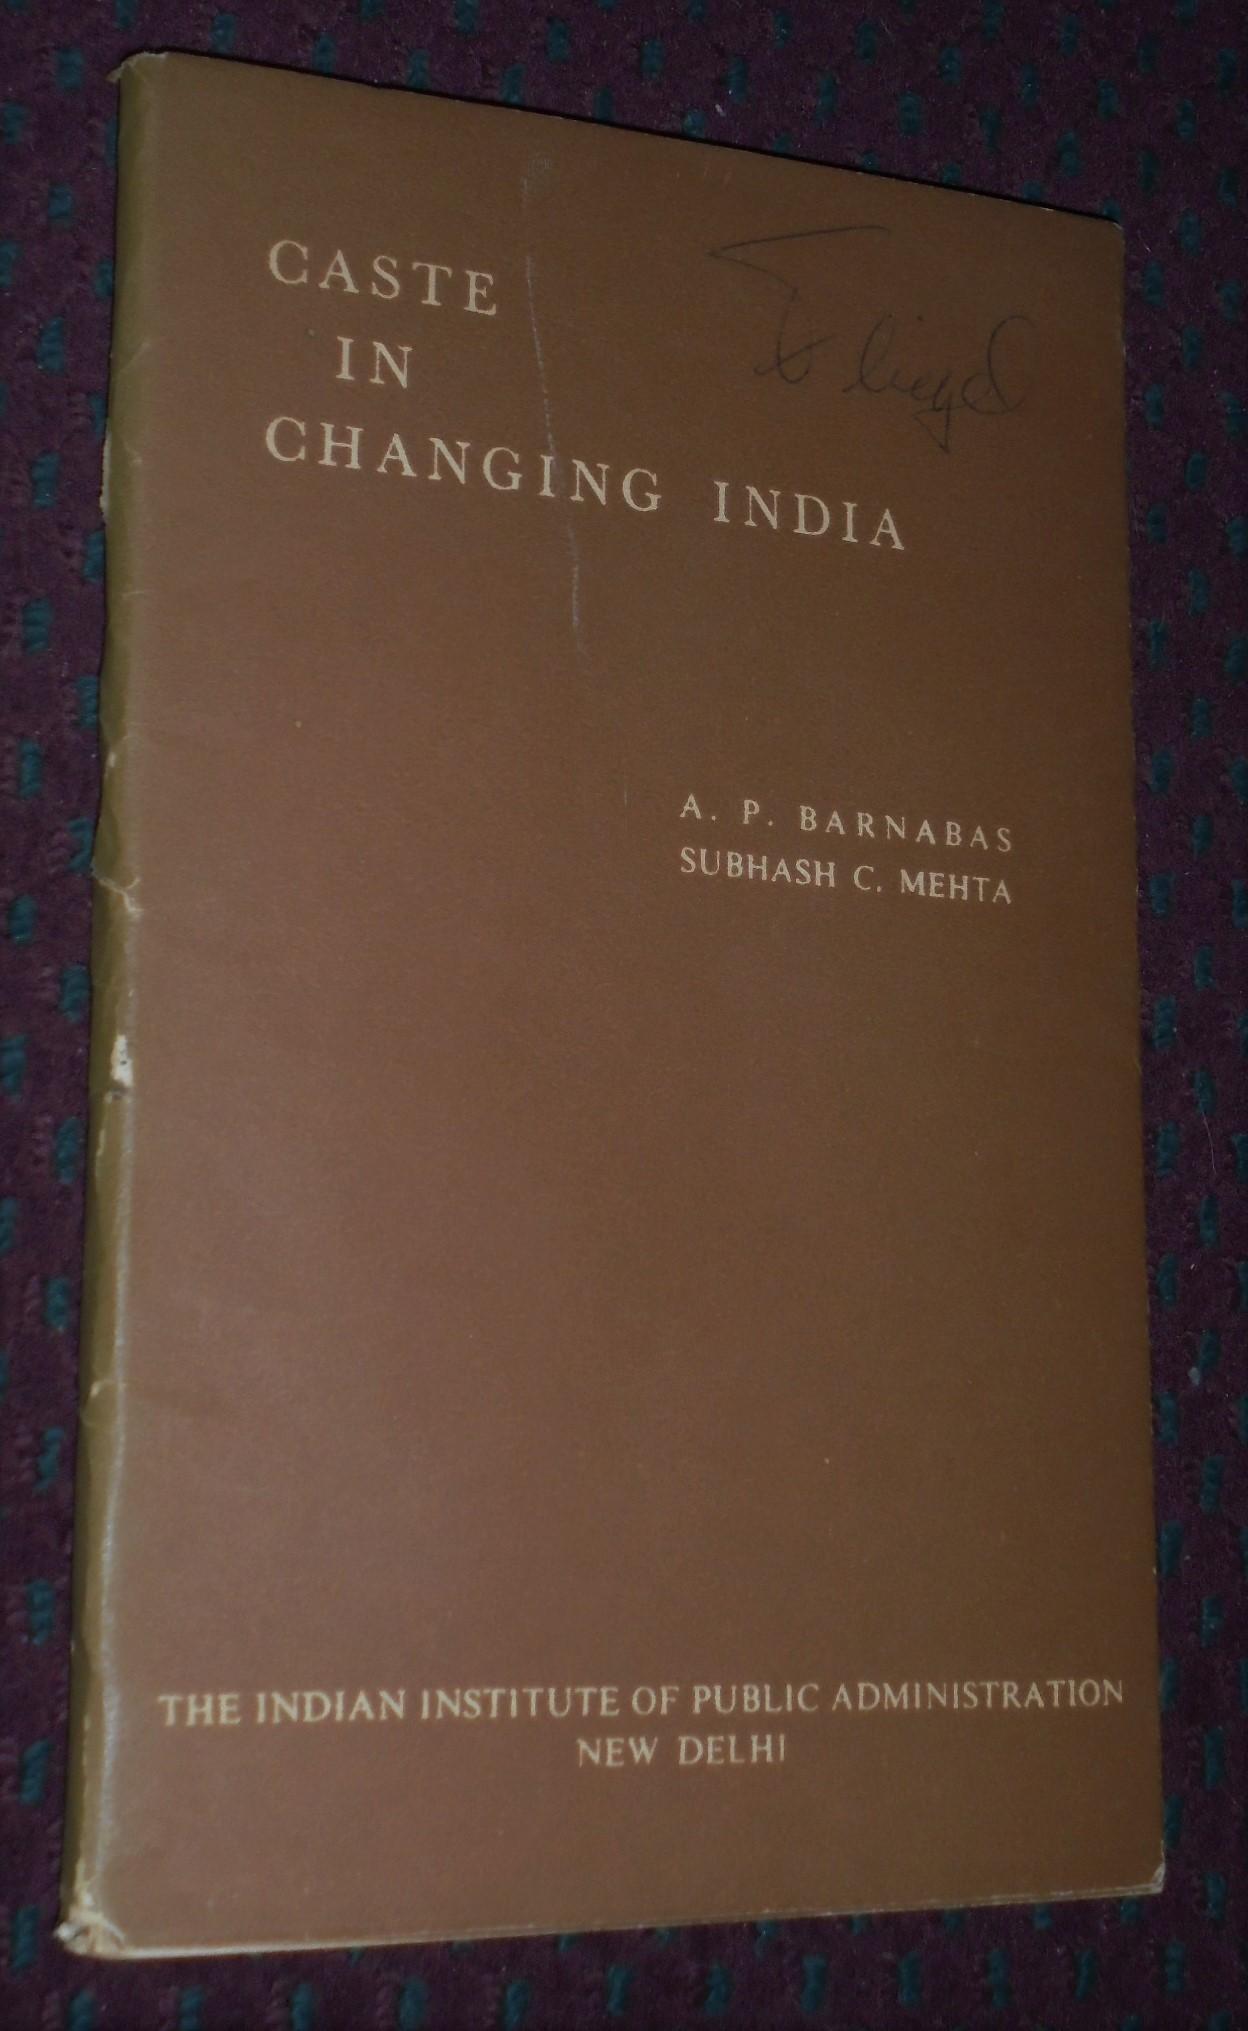 CASTE
IN
CHANGING INDIA
A. P. BARNABAS
SUBHASH C. MEHTA
THE INDIAN INSTITUTE OF PUBLIC ADMINISTRATION
NEW DELHI